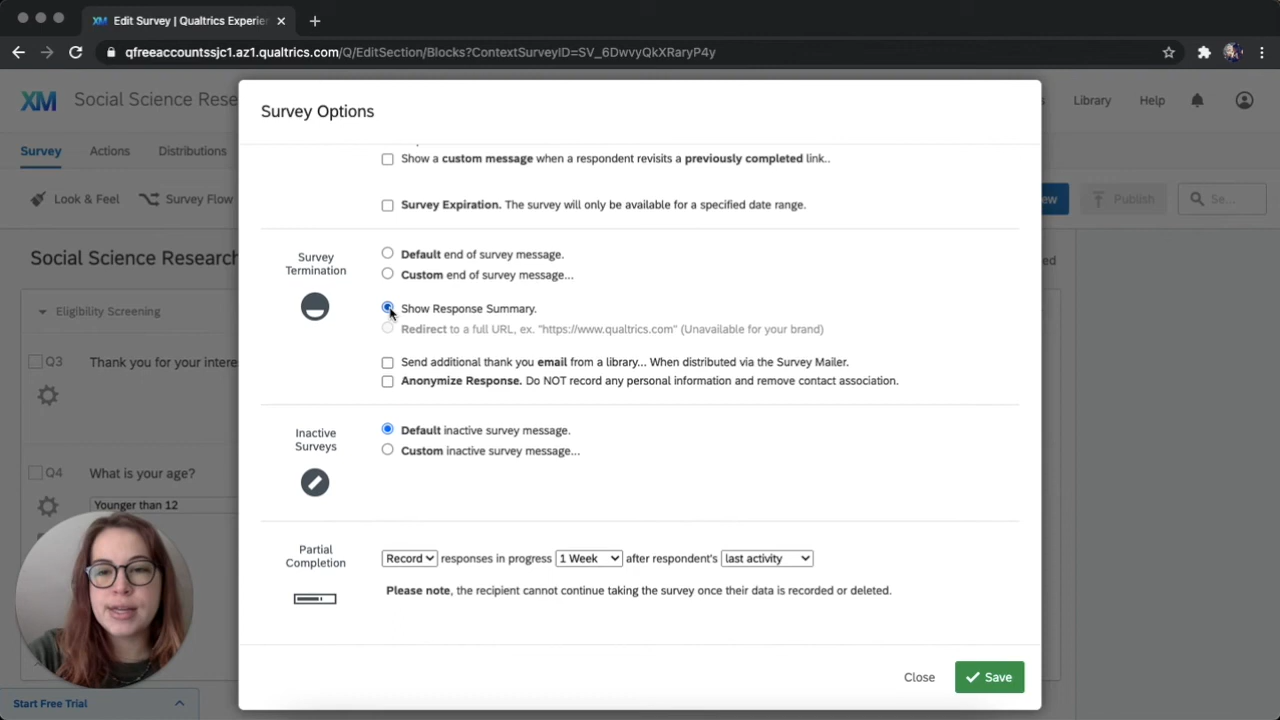 XM Edit Survey | Qualtrics Experie
qfreeaccountssjc1.az1.qualtrics.com/Q/EditSection/Blocks?ContextSurveyID=SV_6DwvyQkXRaryP4y
XM Social Science Rese
Library Help
Survey Actions Distributions
Look & Feel Survey Flow
Publish Se...
Social Science Research
Eligibility Screening
Q3 Thank you for your intere
Q4 What is your age?
Younger than 12
Start Free Trial
Survey Options
Show a custom message when a respondent revisits a previously completed link..
Survey Expiration. The survey will only be available for a specified date range.
Survey
Termination
Default end of survey message.
Custom end of survey message...
Show Response Summary.
Redirect to a full URL, ex. "https://www.qualtrics.com" (Unavailable for your brand)
Send additional thank you email from a library... When distributed via the Survey Mailer.
Anonymize Response. Do NOT record any personal information and remove contact association.
Inactive
Surveys
Default inactive survey message.
Custom inactive survey message...
Partial
Completion
Record responses in progress 1 Week after respondent's last activity
Please note, the recipient cannot continue taking the survey once their data is recorded or deleted.
Close Save